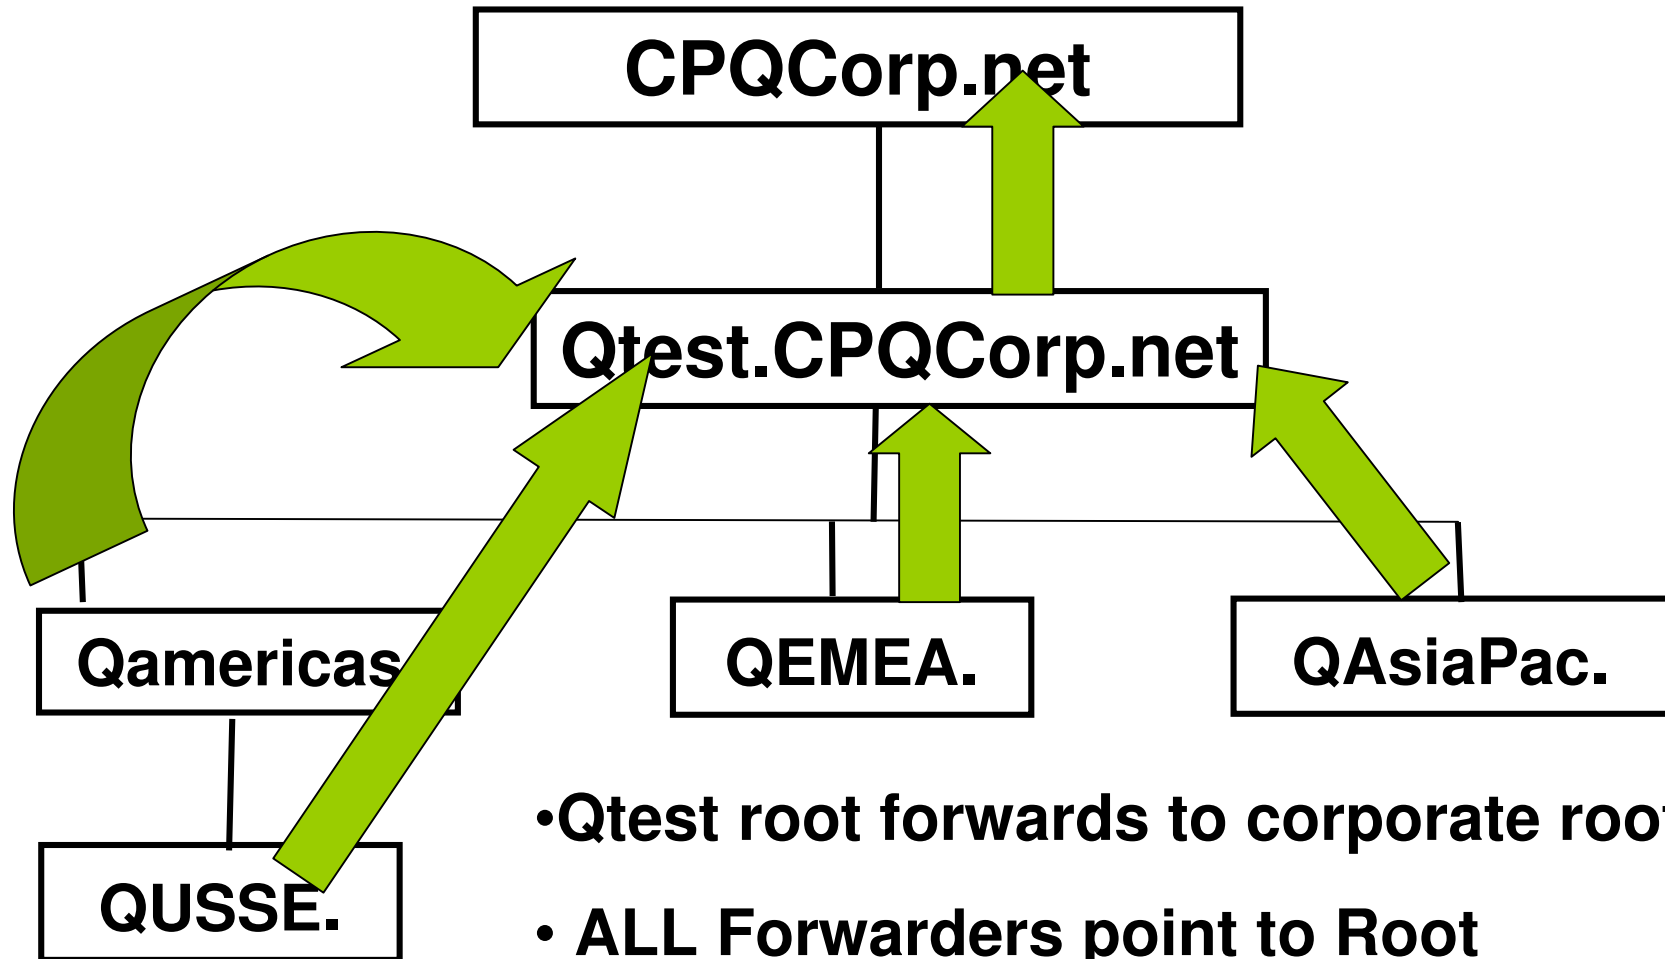 CPQCorp.net
Qtest.CPQCorp.net
Qamericas
QEMEA.
QAsiaPac.
•Qtest root forwards to corporate root
QUSSE.
• ALL Forwarders point to Root